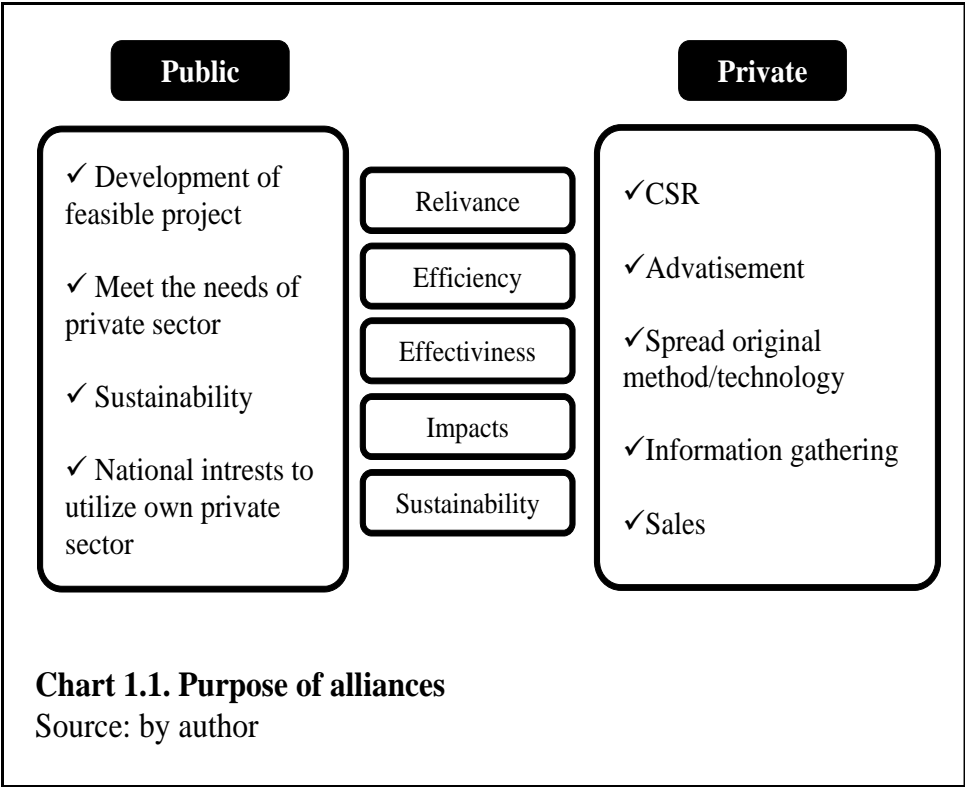 Public
✓ Development of
feasible project
✓ Meet the needs of
private sector
✓ Sustainability
✓ National intrests to
utilize own private
sector
Relivance
Efficiency
Effectiviness
Impacts
Sustainability
Private
✓CSR
✓Advatisement
✓Spread original
method/technology
✓Information gathering
✓Sales
Chart 1.1. Purpose of alliances
Source: by author